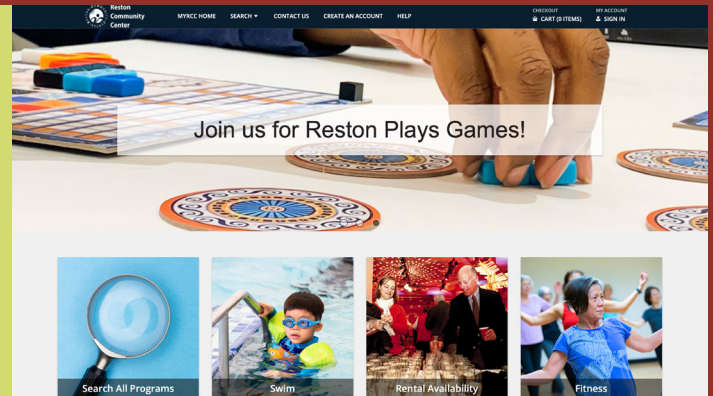 Reston
Community
Center
MYRCC HOME
SEARCH ▾
CONTACT US
CREATE AN ACCOUNT
HELP
CHECKOUT
CART (0 ITEMS)
MY ACCOUNT
SIGN IN
Join us for Reston Plays Games!
Search All Programs
Swim
Rental Availability
Fitness